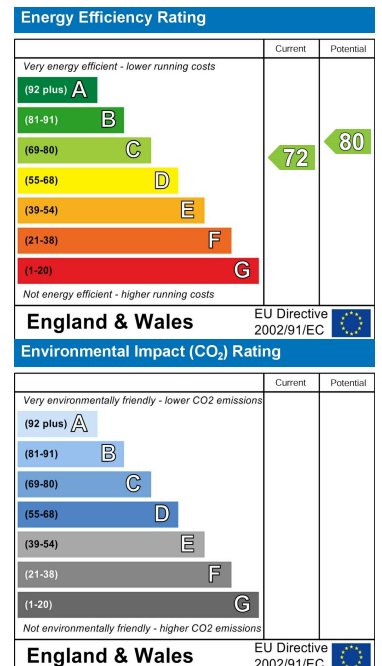 Energy Efficiency Rating
Current Potential
Very energy efficient - lower running costs
(92 plus) A
(81-91) B
(69-80) C
(55-68) D
(39-54) E
(21-38) F
(1-20) G
72
80
Not energy efficient - higher running costs
England & Wales
EU Directive
2002/91/EC
Environmental Impact (CO₂) Rating
Current Potential
Very environmentally friendly - lower CO2 emissions
(92 plus) A
(81-91) B
(69-80) C
(55-68) D
(39-54) E
(21-38) F
(1-20) G
Not environmentally friendly - higher CO2 emissions
England & Wales
EU Directive
2002/91/EC